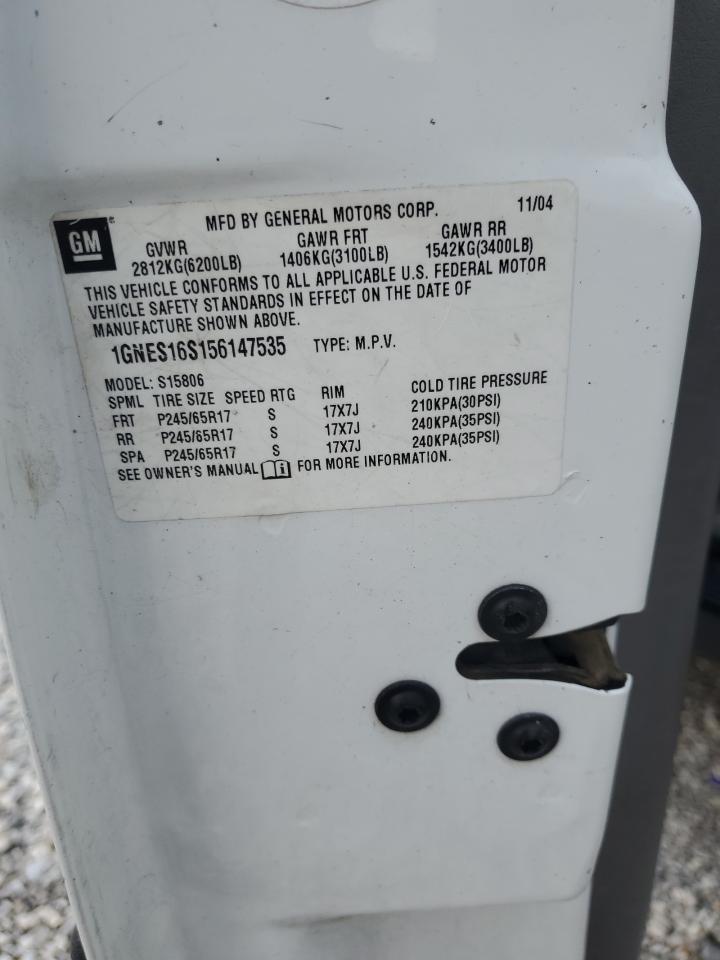 GM MFD BY GENERAL MOTORS CORP. 11/04
GVWR GAWR FRT GAWR RR
2812KG(6200LB) 1406KG(3100LB) 1542KG(3400LB)
THIS VEHICLE CONFORMS TO ALL APPLICABLE U.S. FEDERAL MOTOR
VEHICLE SAFETY STANDARDS IN EFFECT ON THE DATE OF
MANUFACTURE SHOWN ABOVE.
1GNES16S156147535 TYPE: M.P.V.
MODEL: S15806
SPML TIRE SIZE SPEED RTG RIM COLD TIRE PRESSURE
FRT P245/65R17 S 17X7J 210KPA(30PSI)
RR P245/65R17 S 17X7J 240KPA(35PSI)
SPA P245/65R17 S 17X7J 240KPA(35PSI)
SEE OWNER'S MANUAL FOR MORE INFORMATION.